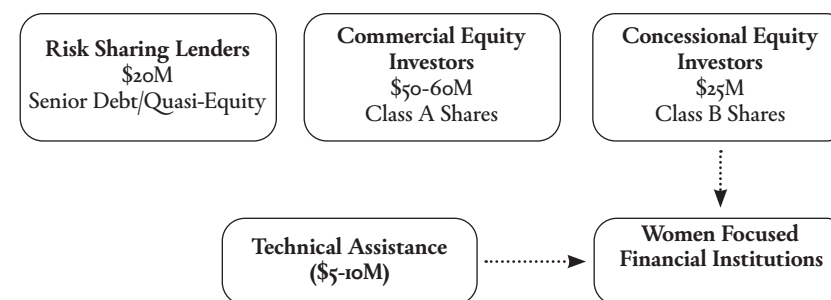 Risk Sharing Lenders
$20M
Senior Debt/Quasi-Equity
Commercial Equity
Investors
$50-60M
Class A Shares
Concessional Equity
Investors
$25M
Class B Shares
Technical Assistance
($5-10M)
Women Focused
Financial Institutions